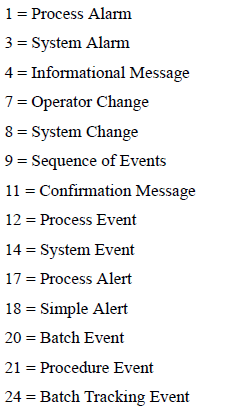 1 = Process Alarm
3 = System Alarm
4 = Informational Message
7 = Operator Change
8 = System Change
9 = Sequence of Events
11 = Confirmation Message
12 = Process Event
14 = System Event
17 = Process Alert
18 = Simple Alert
20 = Batch Event
21 = Procedure Event
24 = Batch Tracking Event